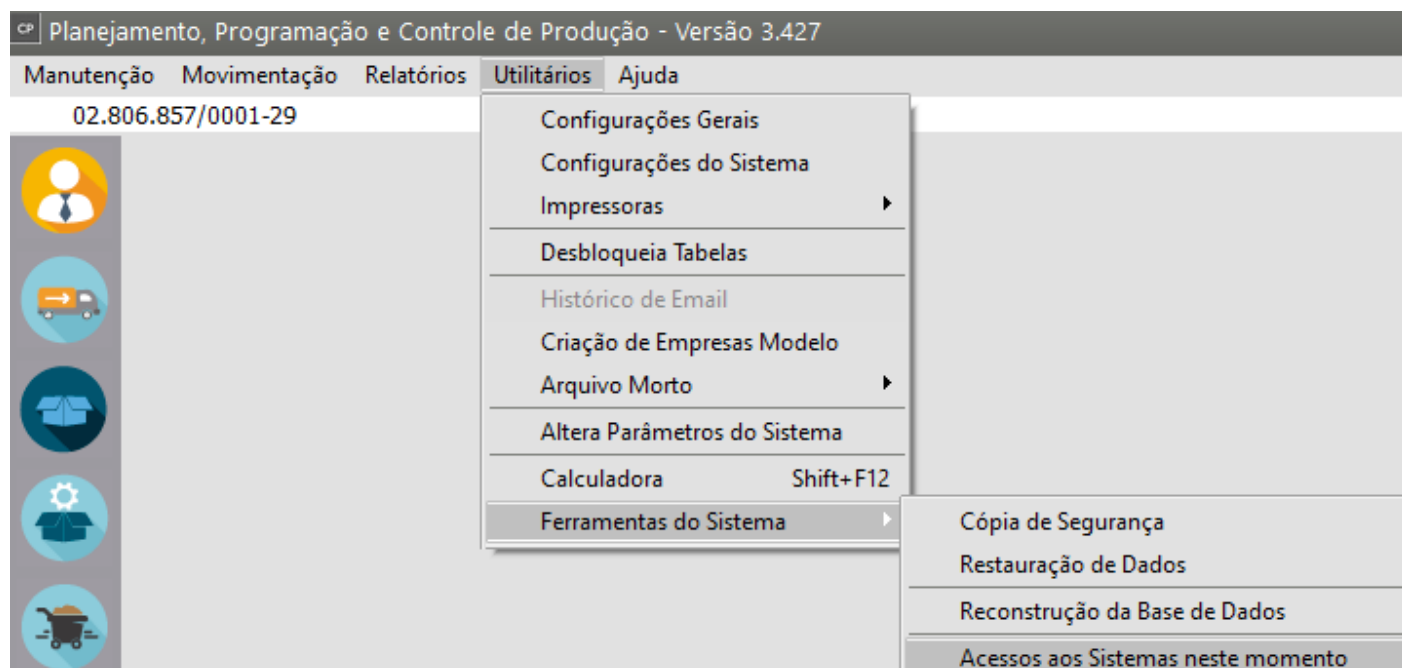 CP Planejamento, Programação e Controle de Produção - Versão 3.427
Manutenção Movimentação Relatórios Utilitários Ajuda
02.806.857/0001-29
Configurações Gerais
Configurações do Sistema
Impressoras
Desbloqueia Tabelas
Histórico de Email
Criação de Empresas Modelo
Arquivo Morto
Altera Parâmetros do Sistema
Calculadora Shift+F12
Ferramentas do Sistema
Cópia de Segurança
Restauração de Dados
Reconstrução da Base de Dados
Acessos aos Sistemas neste momento